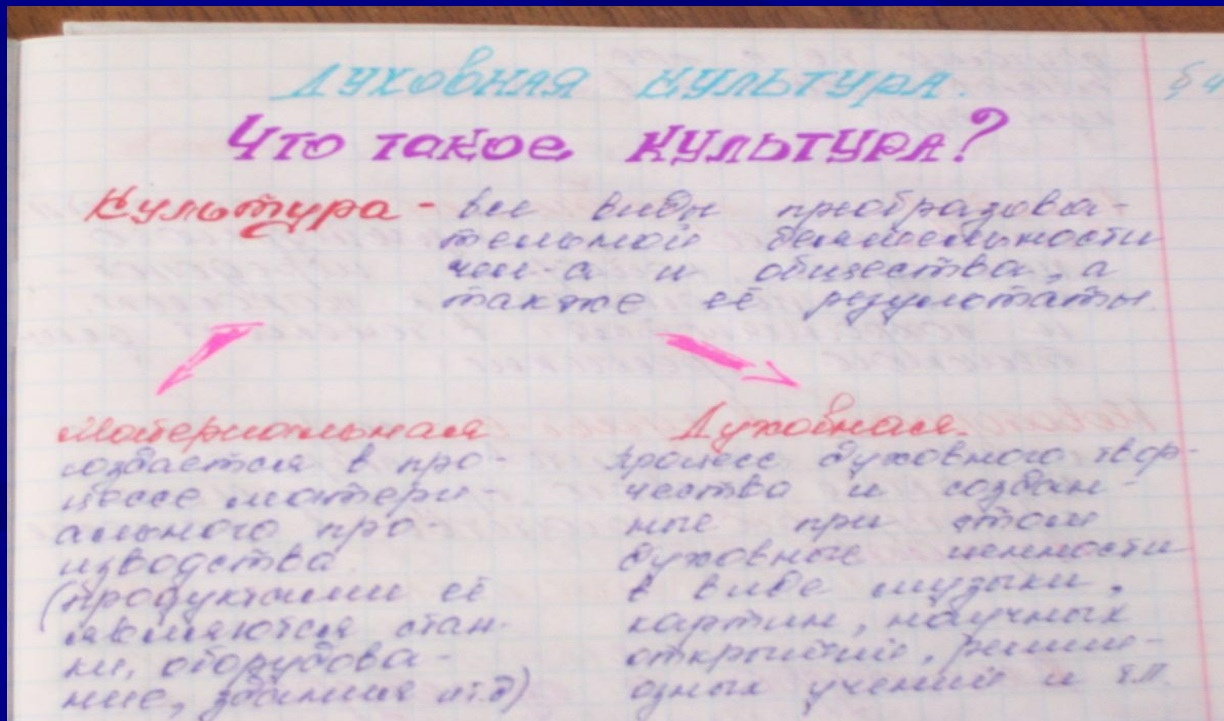 ДУХОВНАЯ КУЛЬТУРА. § 4
Что такое КУЛЬТУРА?
Культура - все виды преобразова-
тельной деятельности
чел-а и общества, а
также её результаты.
Материальная
создается в про-
цессе матери-
ального про-
изводства
(продуктами её
являются стан-
ки, оборудова-
ние, здания и т.д)
Духовная.
процесс духовного твор-
чества и создан-
ные при этом
духовные ценности
в виде музыки,
картин, научных
открытий, религи-
озных учений и т.п.